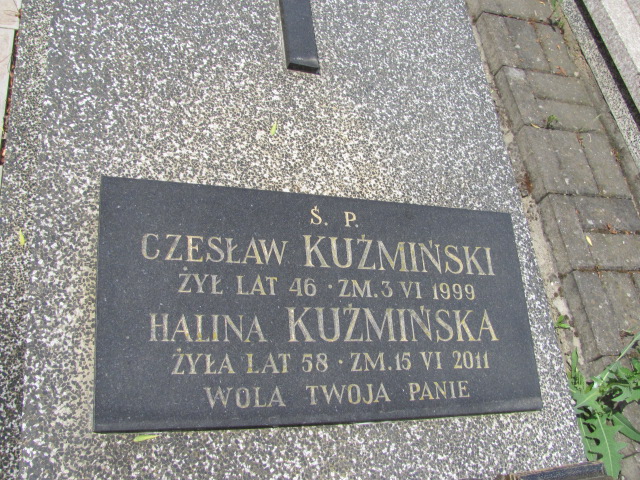 Ś. P.
CZESŁAW KUŹMIŃSKI
ŻYŁ LAT 46 · ZM. 3 VI 1999
HALINA KUŹMIŃSKA
ŻYŁA LAT 58 · ZM. 15 VI 2011
WOLA TWOJA PANIE